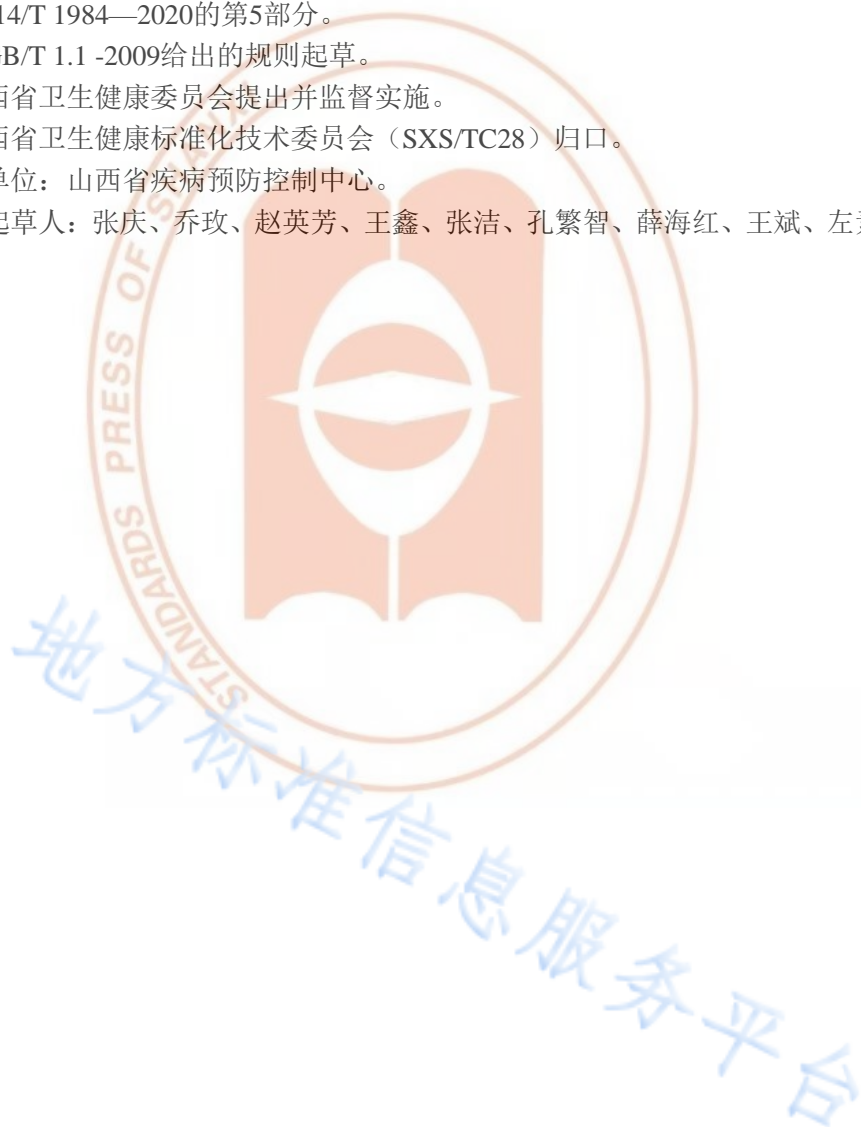 14/T 1984—2020的第5部分。
GB/T 1.1 -2009给出的规则起草。
西省卫生健康委员会提出并监督实施。
西省卫生健康标准化技术委员会（SXS/TC28）归口。
单位：山西省疾病预防控制中心。
起草人：张庆、乔玫、赵英芳、王鑫、张洁、孔繁智、薛海红、王斌、左
STANDARDS PRESS OF SHANXI
地方标准信息服务平台